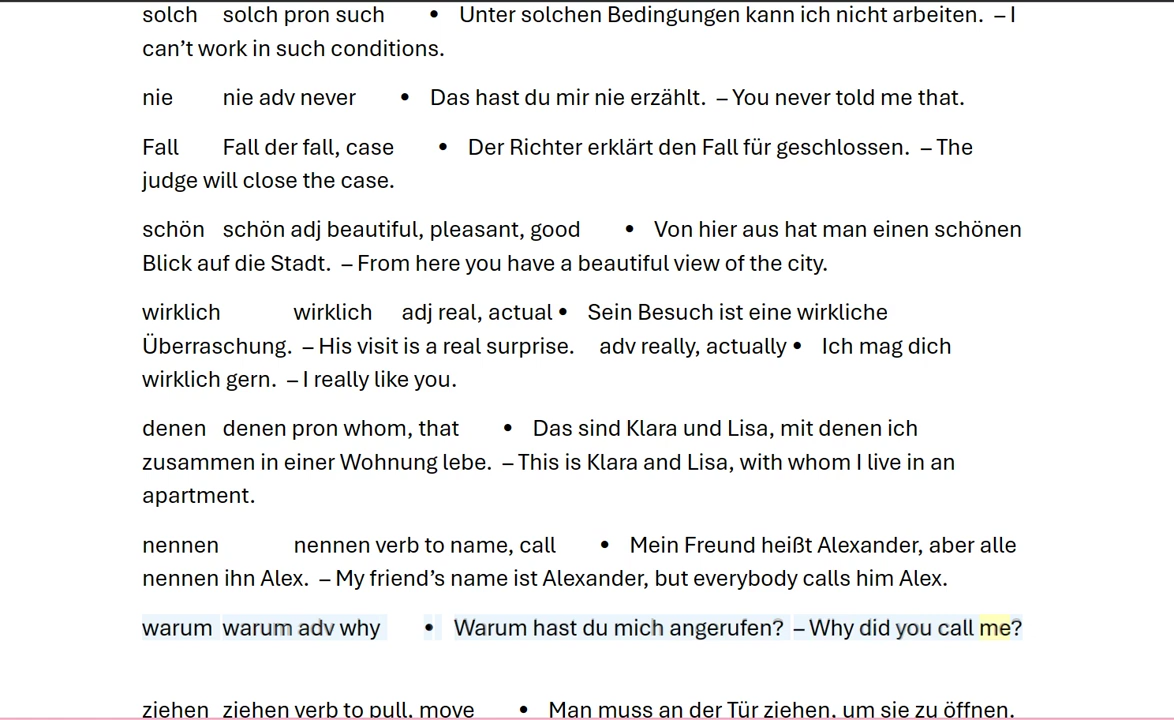 solch solch pron such • Unter solchen Bedingungen kann ich nicht arbeiten. – I
can’t work in such conditions.
nie nie adv never • Das hast du mir nie erzählt. – You never told me that.
Fall Fall der fall, case • Der Richter erklärt den Fall für geschlossen. – The
judge will close the case.
schön schön adj beautiful, pleasant, good • Von hier aus hat man einen schönen
Blick auf die Stadt. – From here you have a beautiful view of the city.
wirklich wirklich adj real, actual • Sein Besuch ist eine wirkliche
Überraschung. – His visit is a real surprise. adv really, actually • Ich mag dich
wirklich gern. – I really like you.
denen denen pron whom, that • Das sind Klara und Lisa, mit denen ich
zusammen in einer Wohnung lebe. – This is Klara and Lisa, with whom I live in an
apartment.
nennen nennen verb to name, call • Mein Freund heißt Alexander, aber alle
nennen ihn Alex. – My friend’s name ist Alexander, but everybody calls him Alex.
warum warum adv why • Warum hast du mich angerufen? – Why did you call me?
ziehen ziehen verb to pull, move • Man muss an der Tür ziehen, um sie zu öffnen.